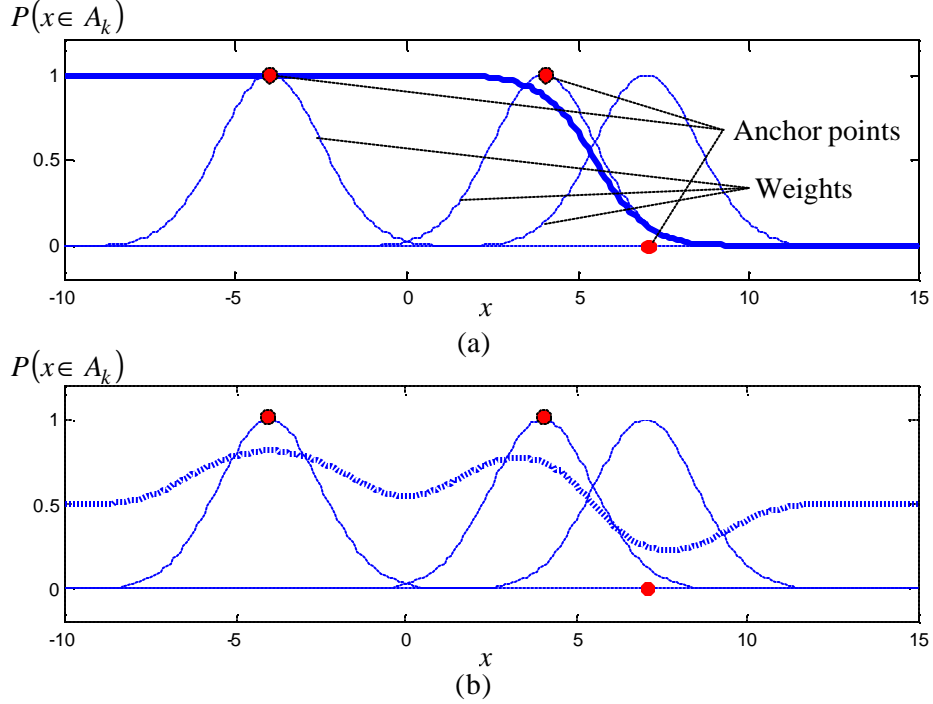 P(x ∈ A_k)
1
0.5
0
Anchor points
Weights
-10 -5 0 5 10 15
x
(a)
P(x ∈ A_k)
1
0.5
0
-10 -5 0 5 10 15
x
(b)